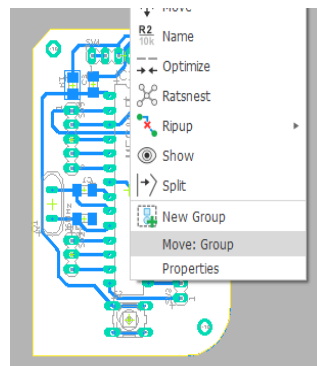 Move
R2
10k
Name
Optimize
Ratsnest
Ripup
Show
Split
New Group
Move: Group
Properties